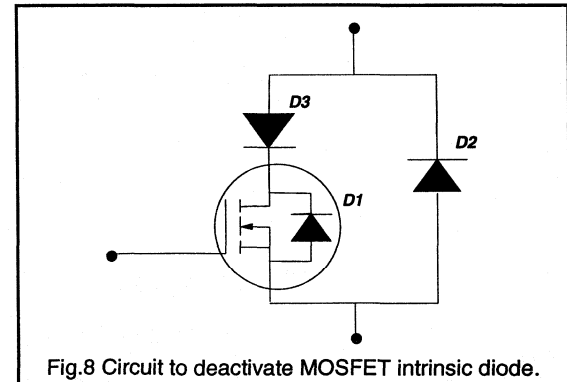 D3
D2
D1
Fig.8 Circuit to deactivate MOSFET intrinsic diode.